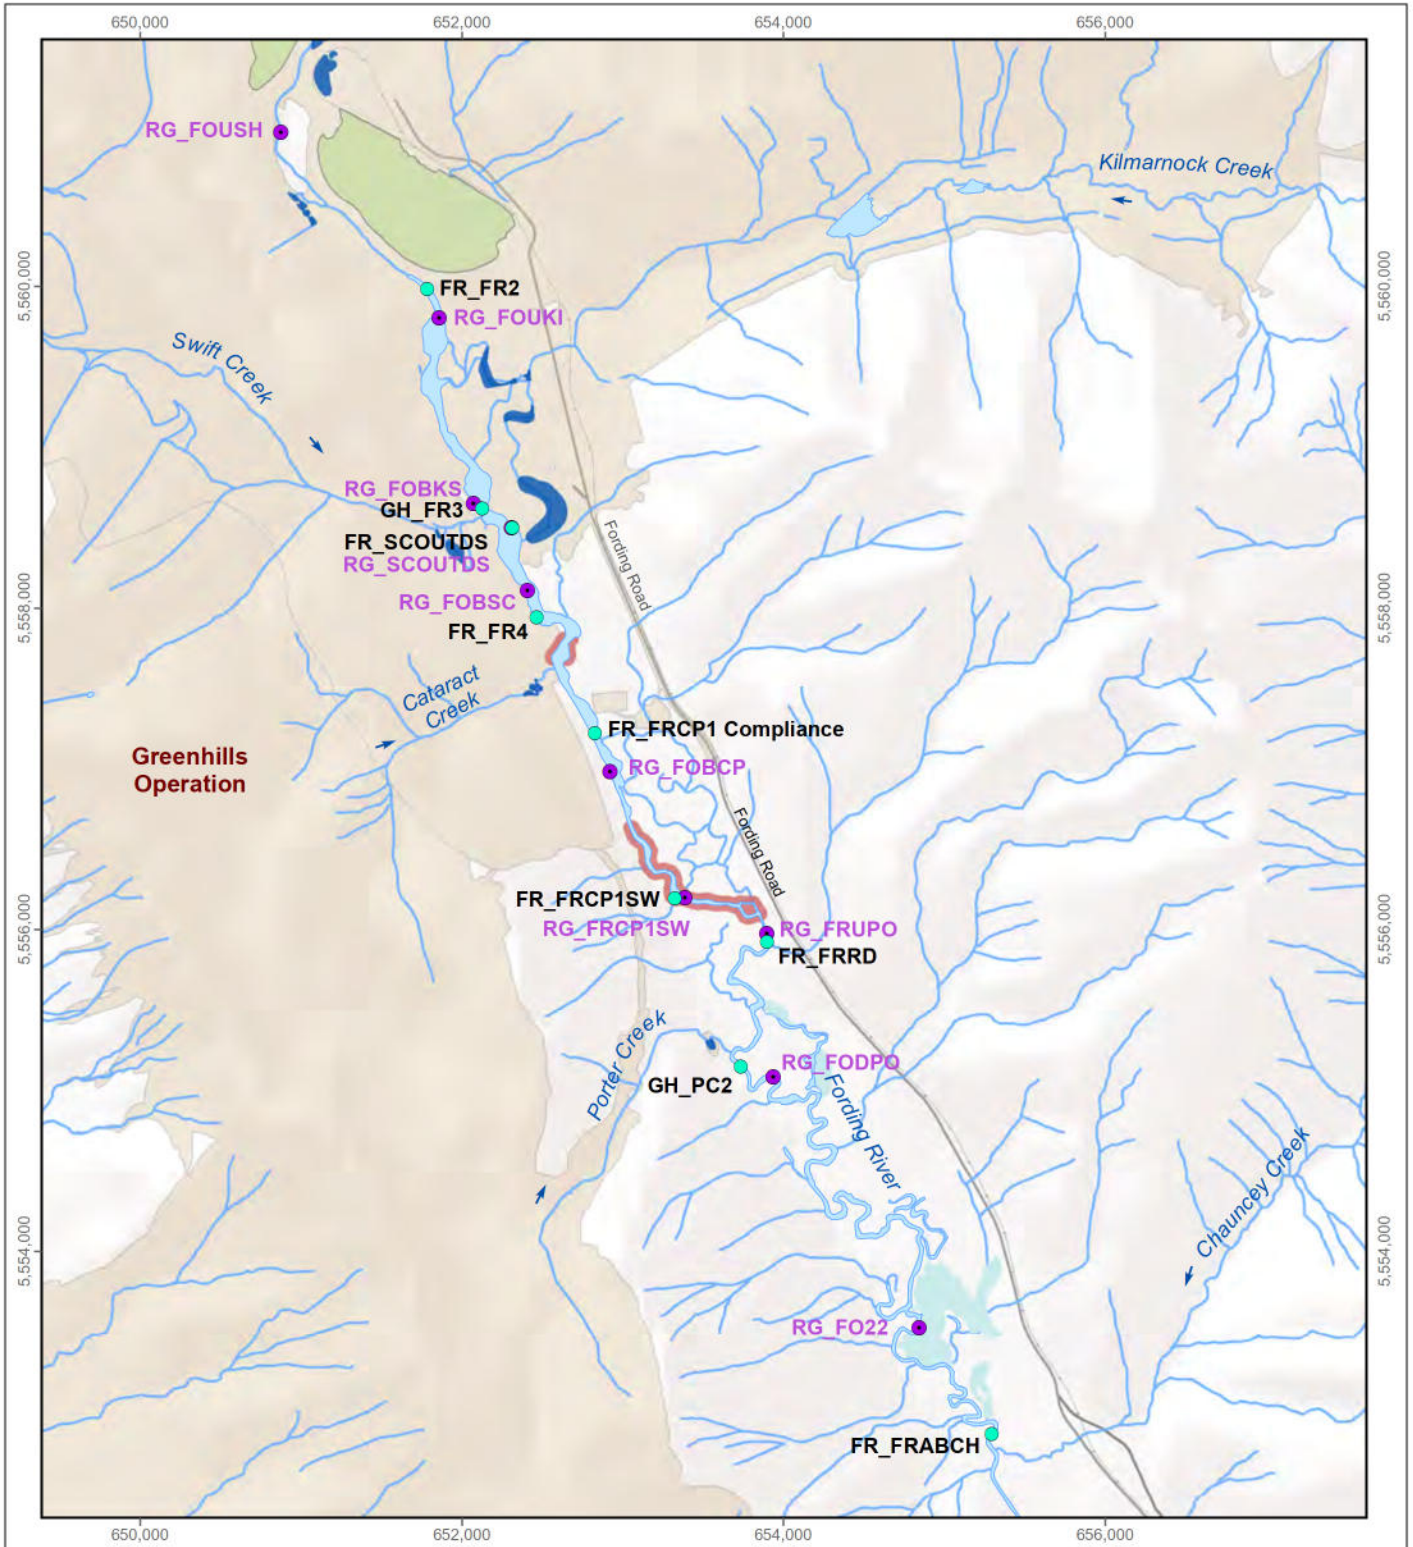 650,000
652,000
654,000
656,000
RG_FOUSH
Kilmarnock Creek
5,560,000
5,560,000
FR_FR2
RG_FOUKI
Swift Creek
RG_FOBKS
GH_FR3
FR_SCOUTDS
RG_SCOUTDS
Fording Road
RG_FOBSC
5,558,000
5,558,000
FR_FR4
Cataract
Creek
FR_FRCP1 Compliance
Greenhills
Operation
RG_FOBCP
Fording Road
FR_FRCP1SW
RG_FRCP1SW
RG_FRUPO
5,556,000
5,556,000
FR_FRRD
Porter Creek
RG_FODPO
GH_PC2
Fording River
Chauncey Creek
5,554,000
5,554,000
RG_FO22
FR_FRABCH
650,000
652,000
654,000
656,000